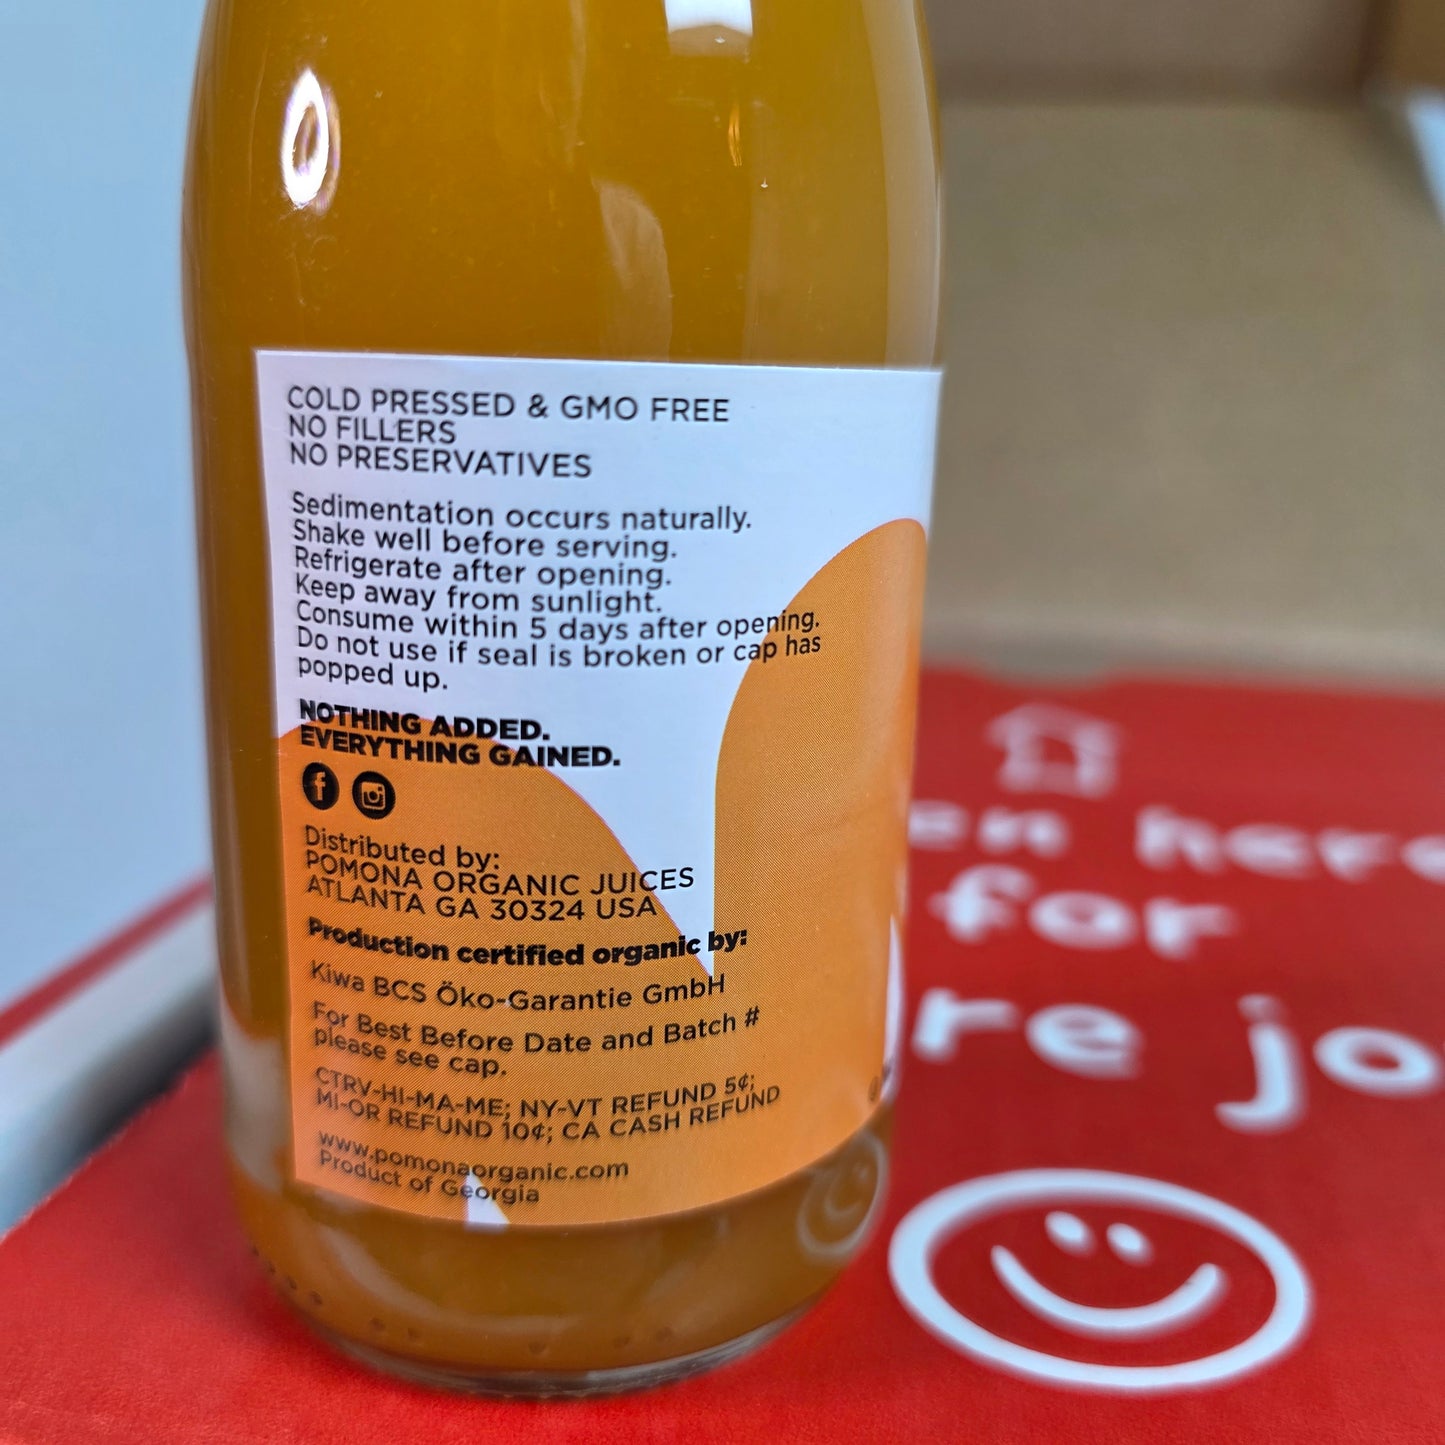 COLD PRESSED & GMO FREE
NO FILLERS
NO PRESERVATIVES
Sedimentation occurs naturally.
Shake well before serving.
Refrigerate after opening.
Keep away from sunlight.
Consume within 5 days after opening.
Do not use if seal is broken or cap has
popped up.
NOTHING ADDED.
EVERYTHING GAINED.
Distributed by:
POMONA ORGANIC JUICES
ATLANTA GA 30324 USA
Production certified organic by:
Kiwa BCS Öko-Garantie GmbH
For Best Before Date and Batch #
please see cap.
CTRV-HI-MA-ME; NY-VT REFUND 5¢;
MI-OR REFUND 10¢; CA CASH REFUND
www.pomonaorganic.com
Product of Georgia
for